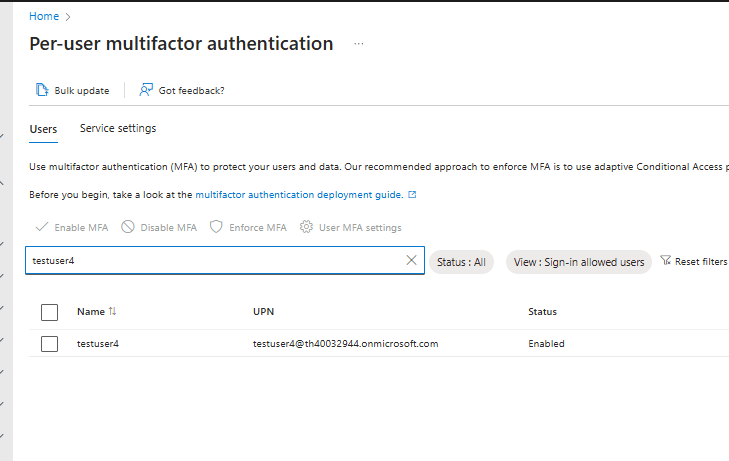 Home
Per-user multifactor authentication ...
Bulk update Got feedback?
Users Service settings
Use multifactor authentication (MFA) to protect your users and data. Our recommended approach to enforce MFA is to use adaptive Conditional Access
Before you begin, take a look at the multifactor authentication deployment guide.
Enable MFA Disable MFA Enforce MFA User MFA settings
testuser4 Status : All View : Sign-in allowed users Reset filters
Name UPN Status
testuser4 testuser4@th40032944.onmicrosoft.com Enabled